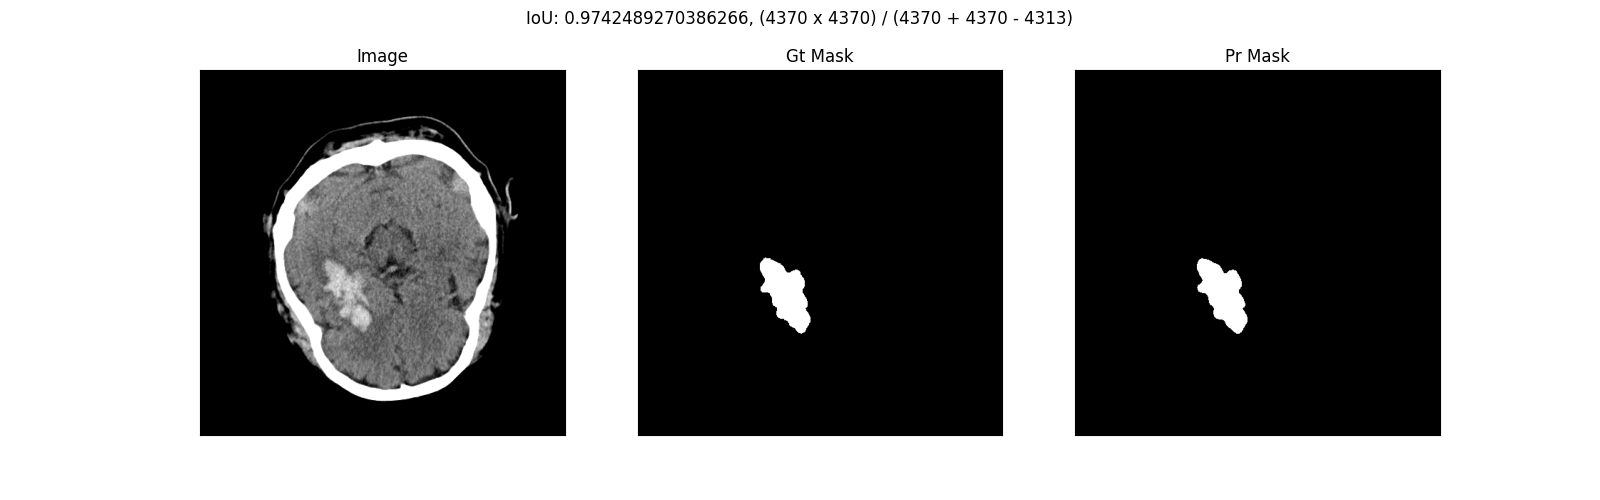 IoU: 0.9742489270386266, (4370 x 4370) / (4370 + 4370 - 4313)
Image
Gt Mask
Pr Mask